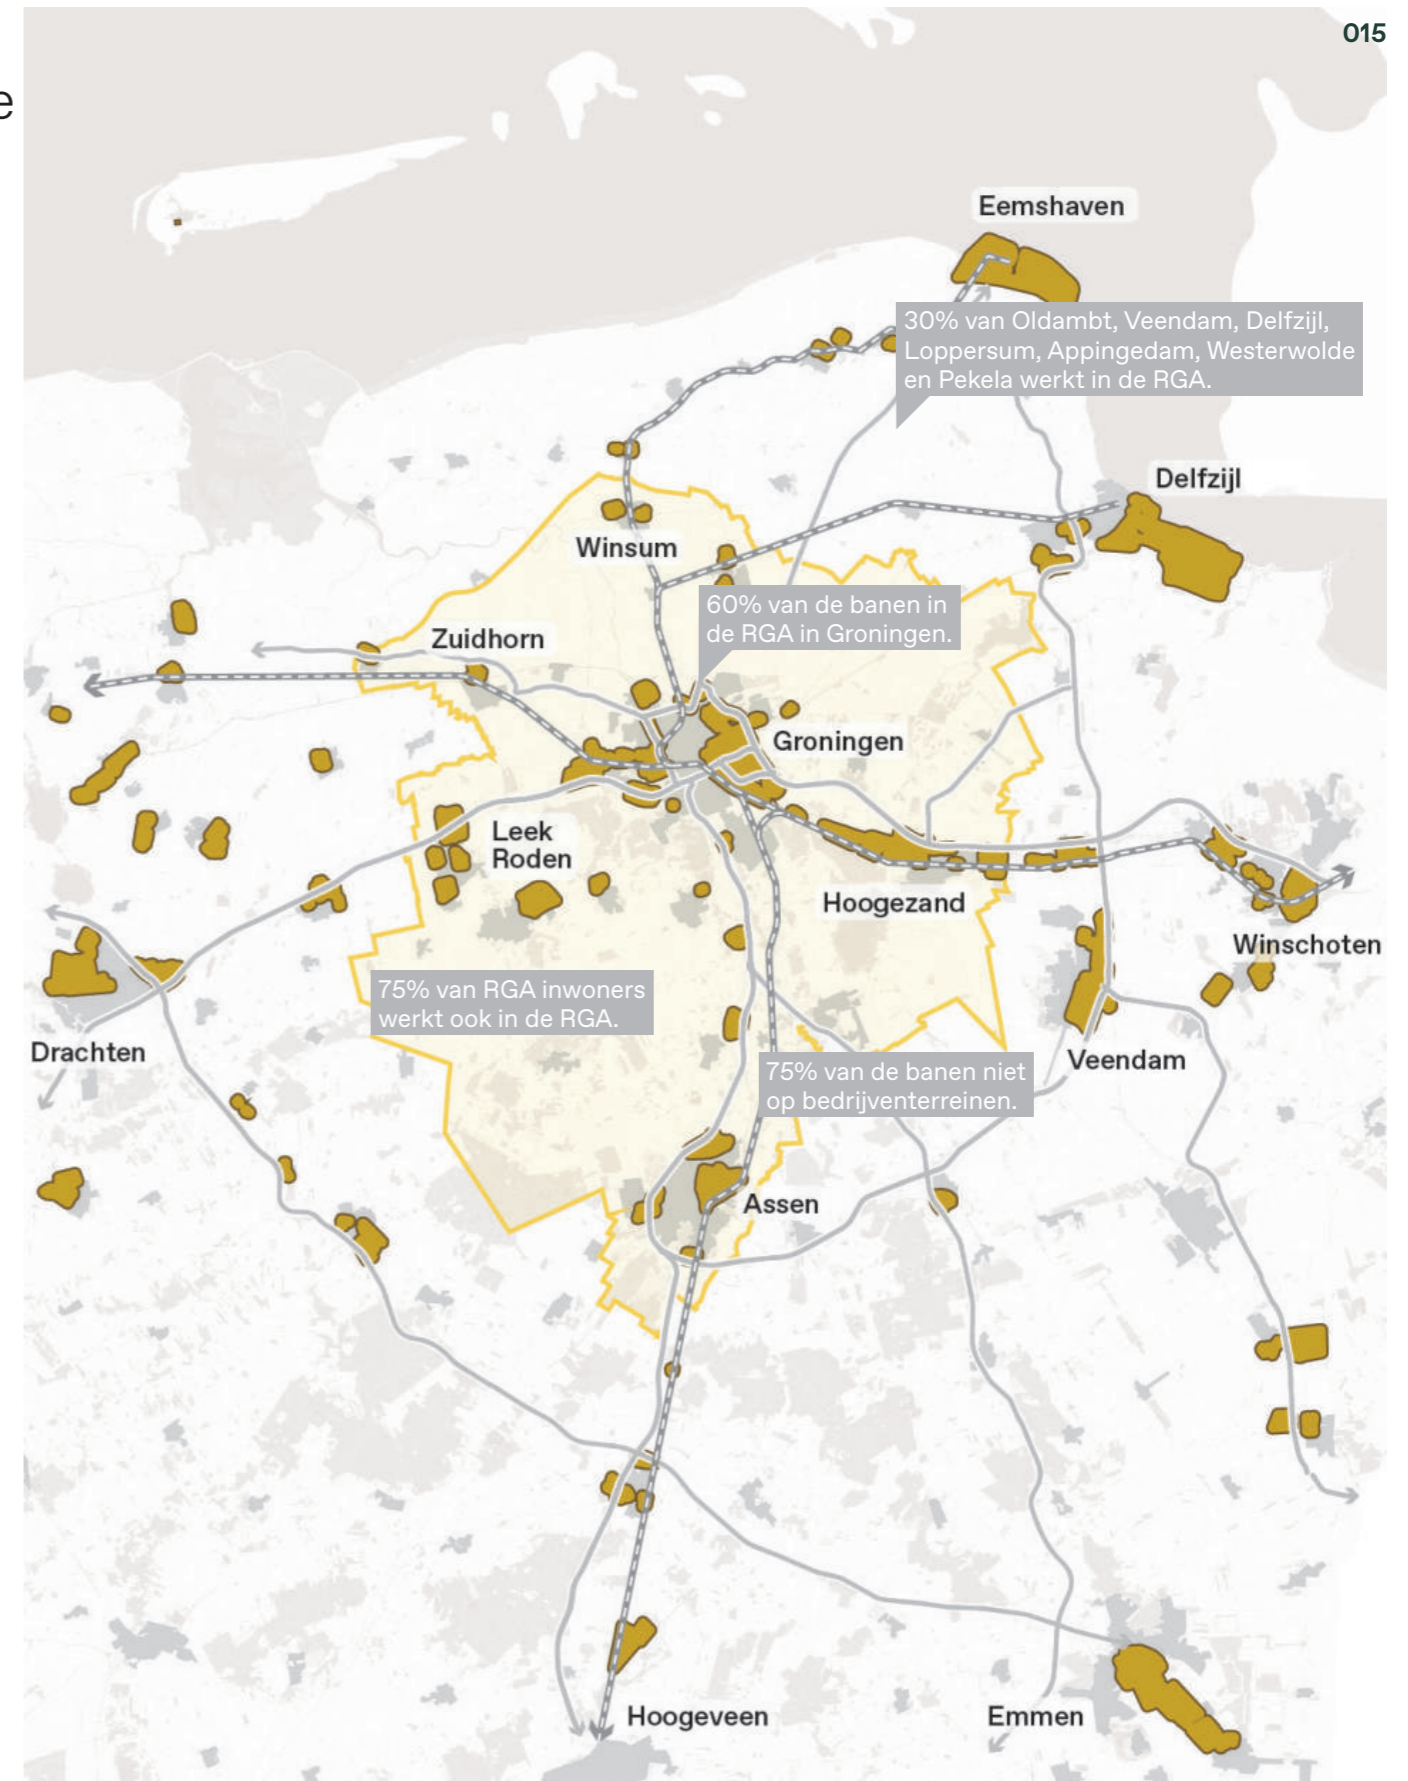 015
e
Eemshaven
30% van Oldambt, Veendam, Delfzijl,
Loppersum, Appingedam, Westerwolde
en Pekela werkt in de RGA.
Delfzijl
Winsum
60% van de banen in
de RGA in Groningen.
Zuidhorn
Groningen
Leek
Roden
Hoogezand
Winschoten
75% van RGA inwoners
werkt ook in de RGA.
Drachten
Veendam
75% van de banen niet
op bedrijventerreinen.
Assen
Hoogeveen
Emmen